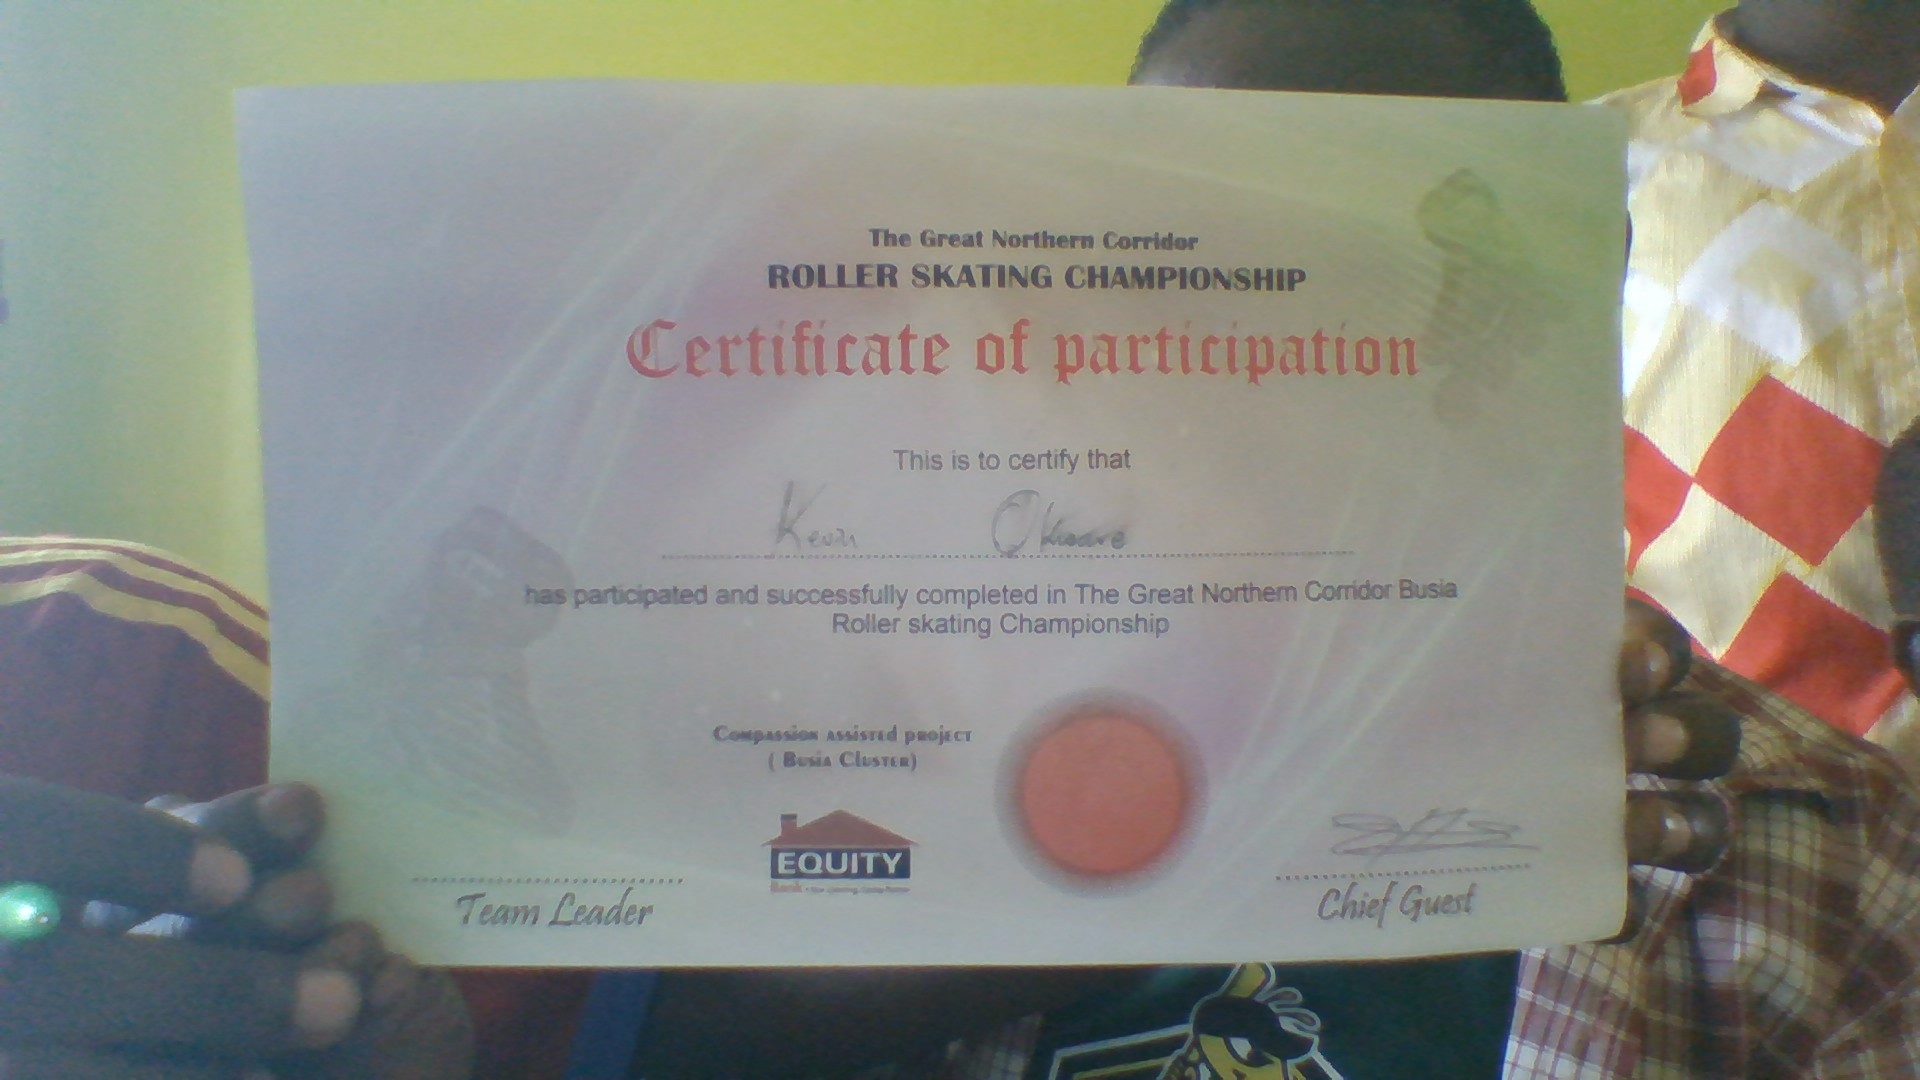 The Great Northern Corridor
ROLLER SKATING CHAMPIONSHIP
Certificate of participation
This is to certify that
Kevin
has participated and successfully completed in The Great Northern Corridor Busia
Roller skating Championship
Compassion assisted project
( Busia Cluster)
EQUITY
Bank
Team Leader
Chief Guest